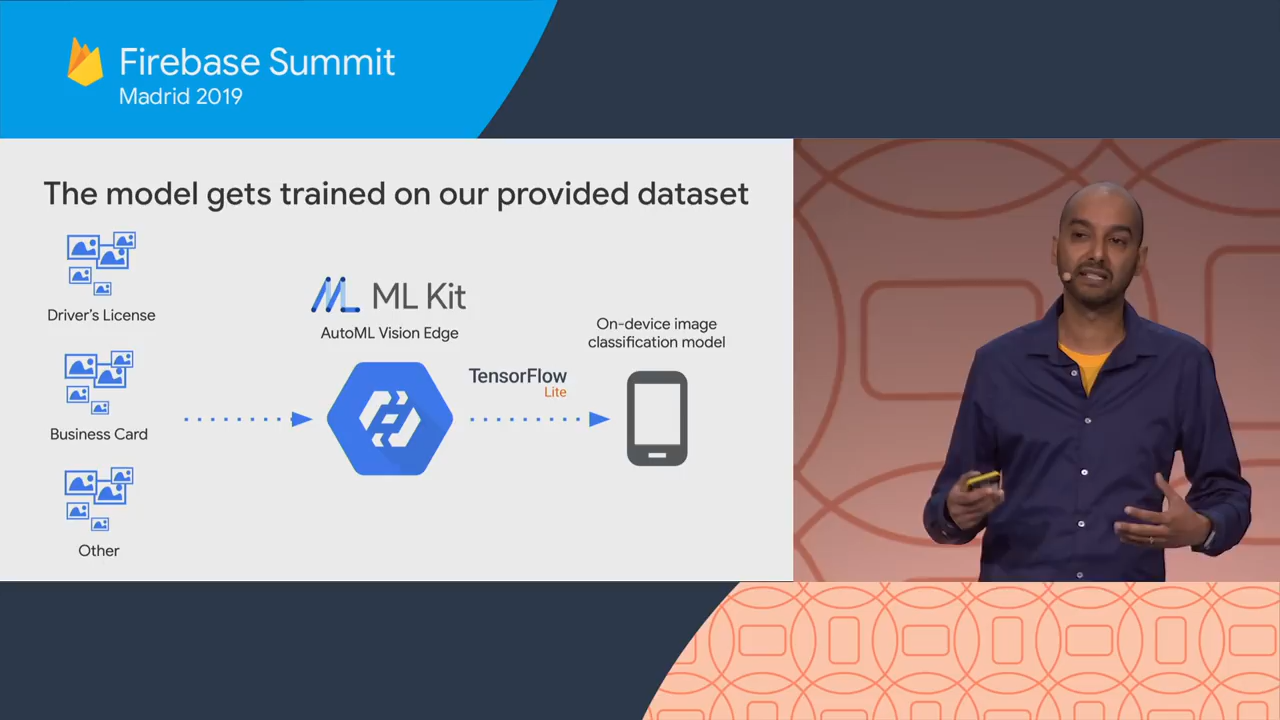 Firebase Summit
Madrid 2019
The model gets trained on our provided dataset
Driver's License
Business Card
Other
ML Kit
AutoML Vision Edge
TensorFlow
Lite
On-device image
classification model